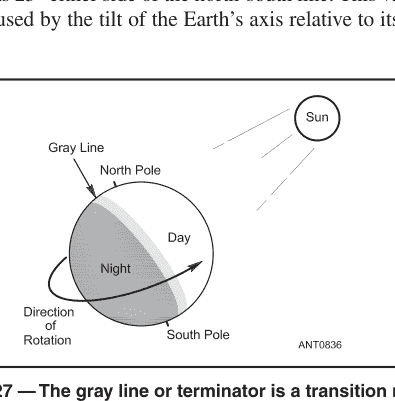 used by the tilt of the Earth's axis relative to its
Sun
Gray Line
North Pole
Day
Night
Direction
of
Rotation
South Pole
ANT0836
27 — The gray line or terminator is a transition